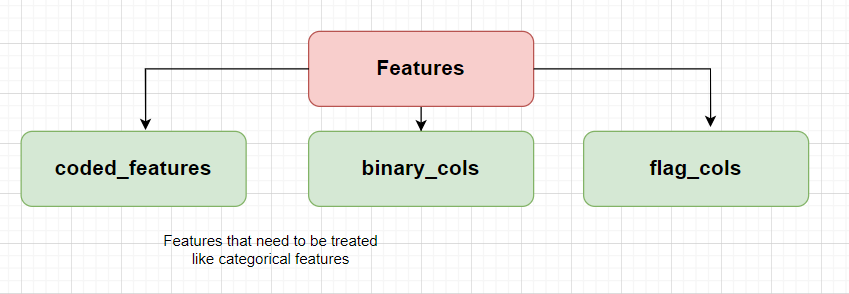 Features
coded_features
binary_cols
flag_cols
Features that need to be treated
like categorical features